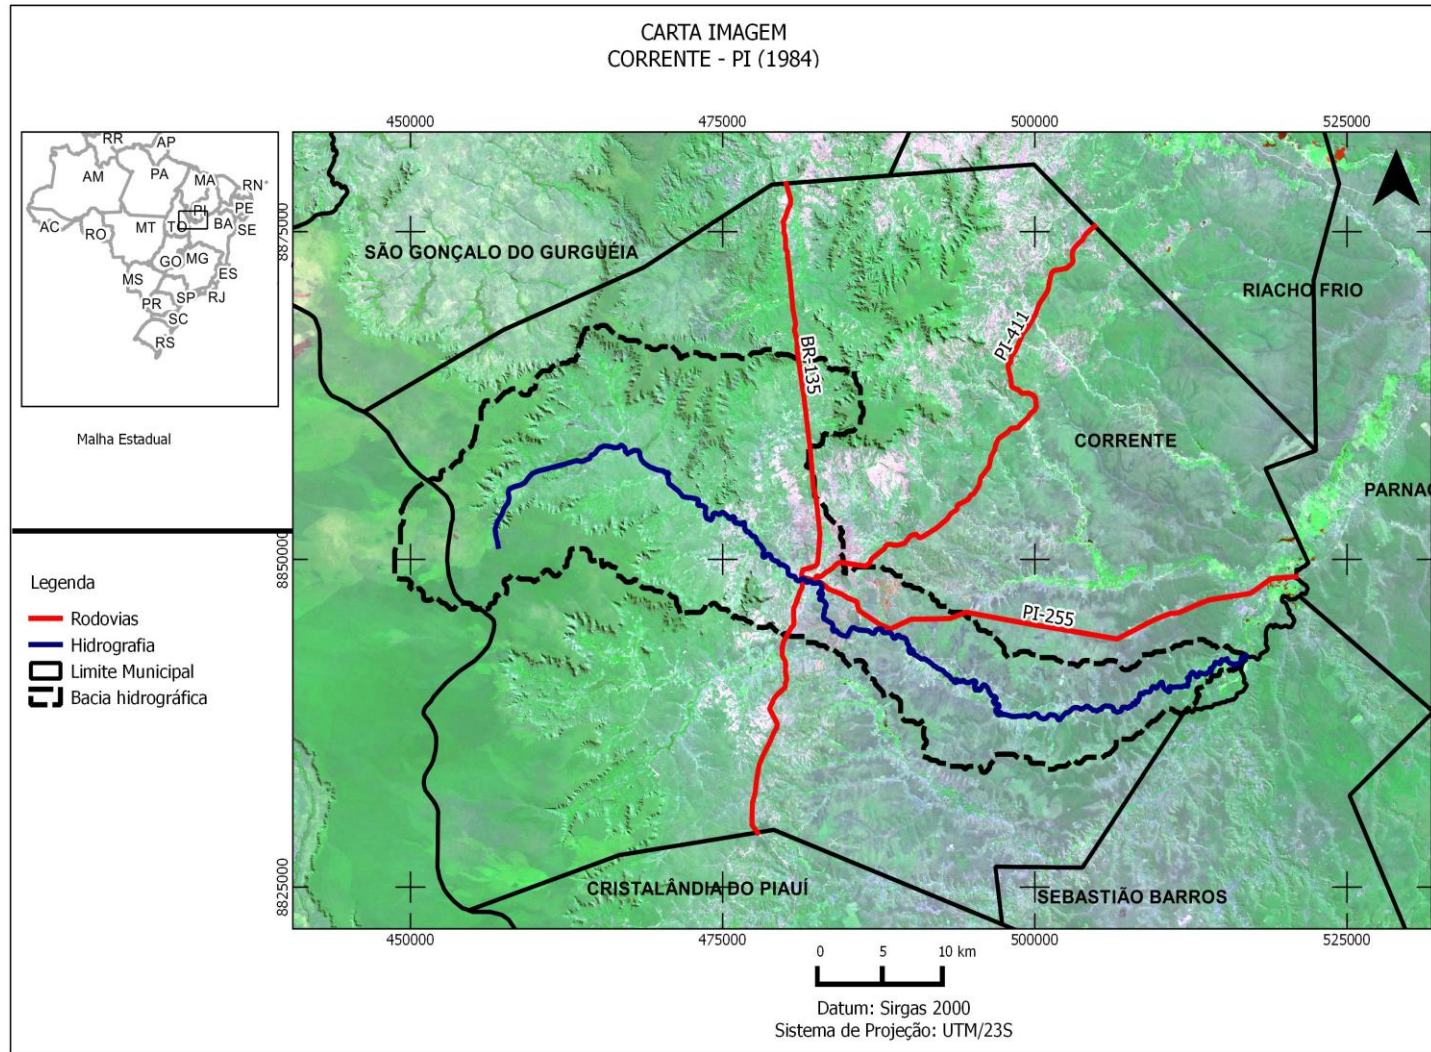 CARTA IMAGEM
CORRENTE - PI (1984)
450000
475000
500000
525000
RR
AP
AM
PA
MA
RN
PI
PE
AC
RO
MT
TO
BA
SE
GO
MG
MS
ES
SP
RJ
PR
SC
RS
Malha Estadual
8875000
8875000
SÃO GONÇALO DO GURGUÉIA
RIACHO FRIO
BR-135
PI-411
CORRENTE
PARNAG
8850000
8850000
PI-255
Legenda
Rodovias
Hidrografia
Limite Municipal
Bacia hidrográfica
8825000
8825000
CRISTALÂNDIA DO PIAUÍ
SEBASTIÃO BARROS
450000
475000
500000
525000
0 5 10 km
Datum: Sirgas 2000
Sistema de Projeção: UTM/23S